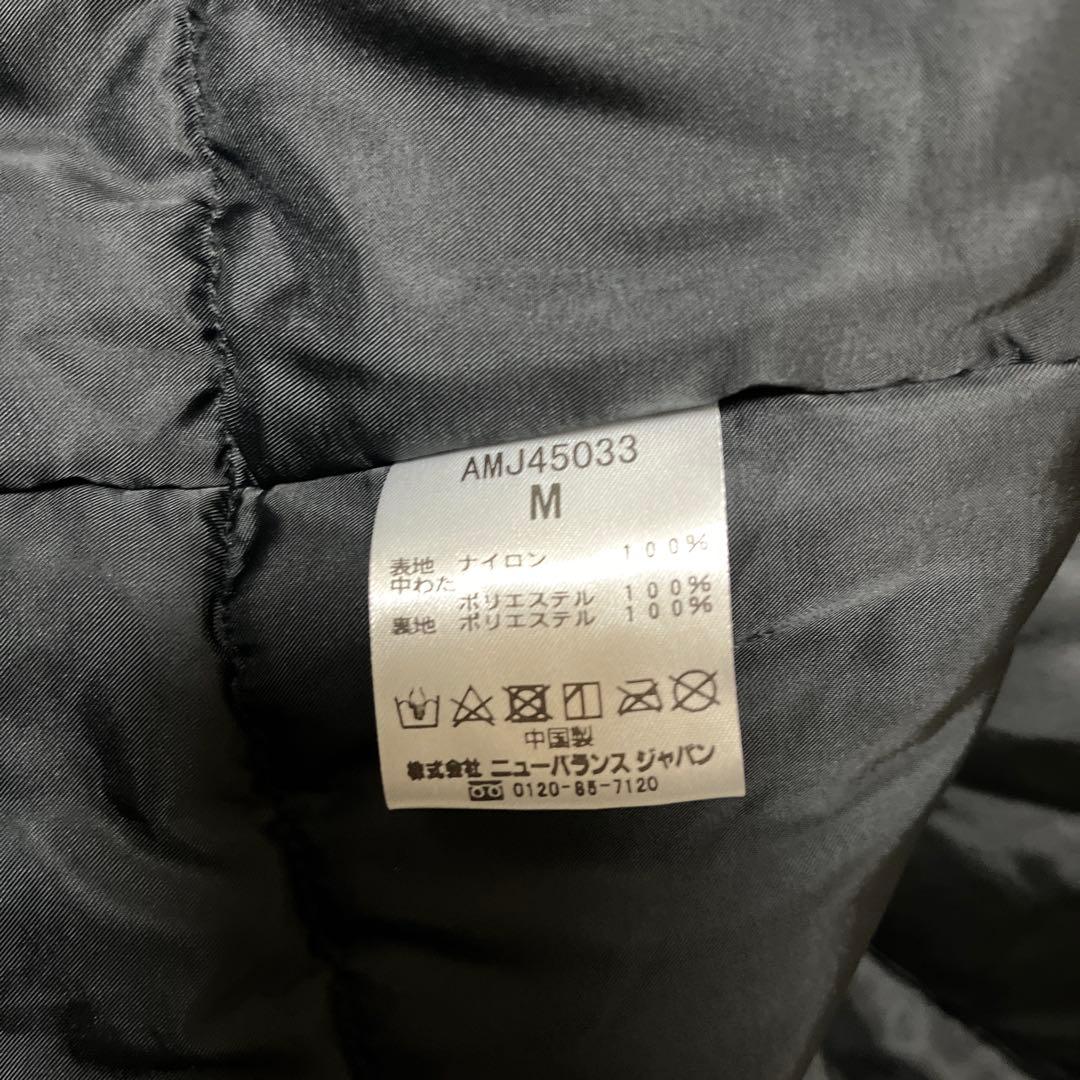 AMJ45033
M
表地 ナイロン 100%
中わた
ポリエステル 100%
裏地 ポリエステル 100%
中国製
株式会社 ニューバランス ジャパン
0120-85-7120